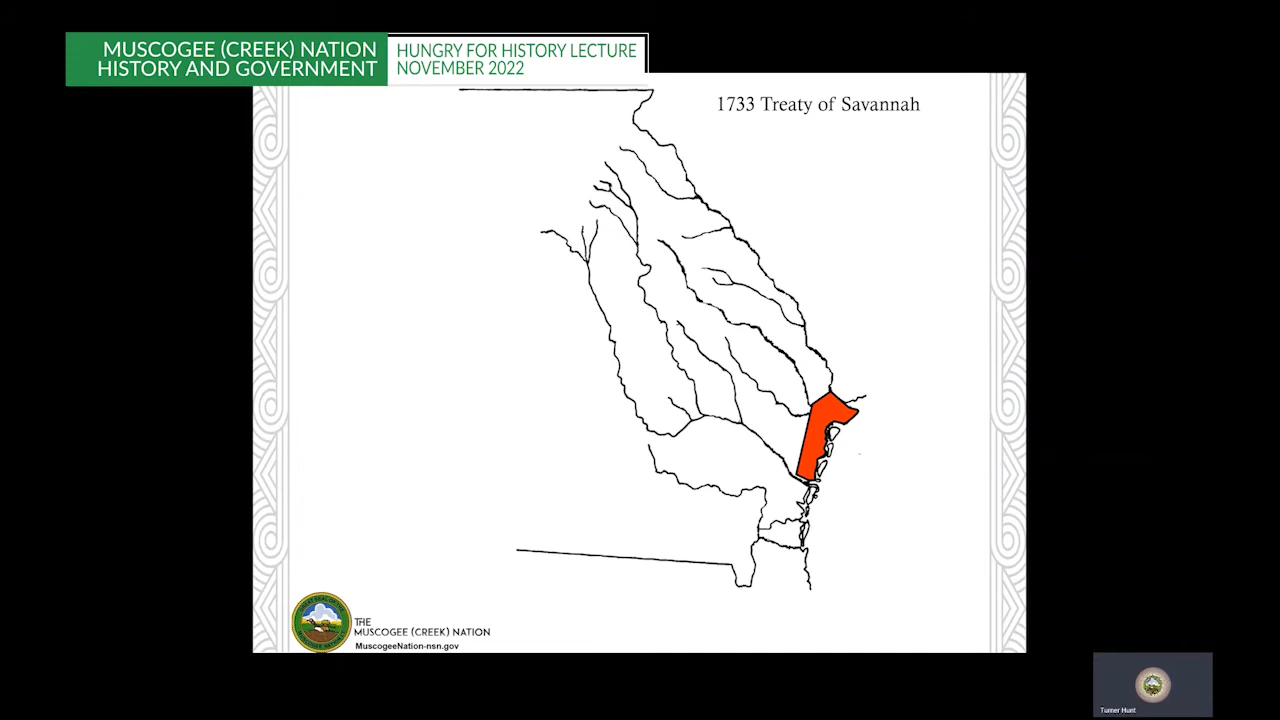 MUSCOGEE (CREEK) NATION
HISTORY AND GOVERNMENT
HUNGRY FOR HISTORY LECTURE
NOVEMBER 2022
1733 Treaty of Savannah
THE
MUSCOGEE (CREEK) NATION
MuscogeeNation-nsn.gov
Turner Hunt